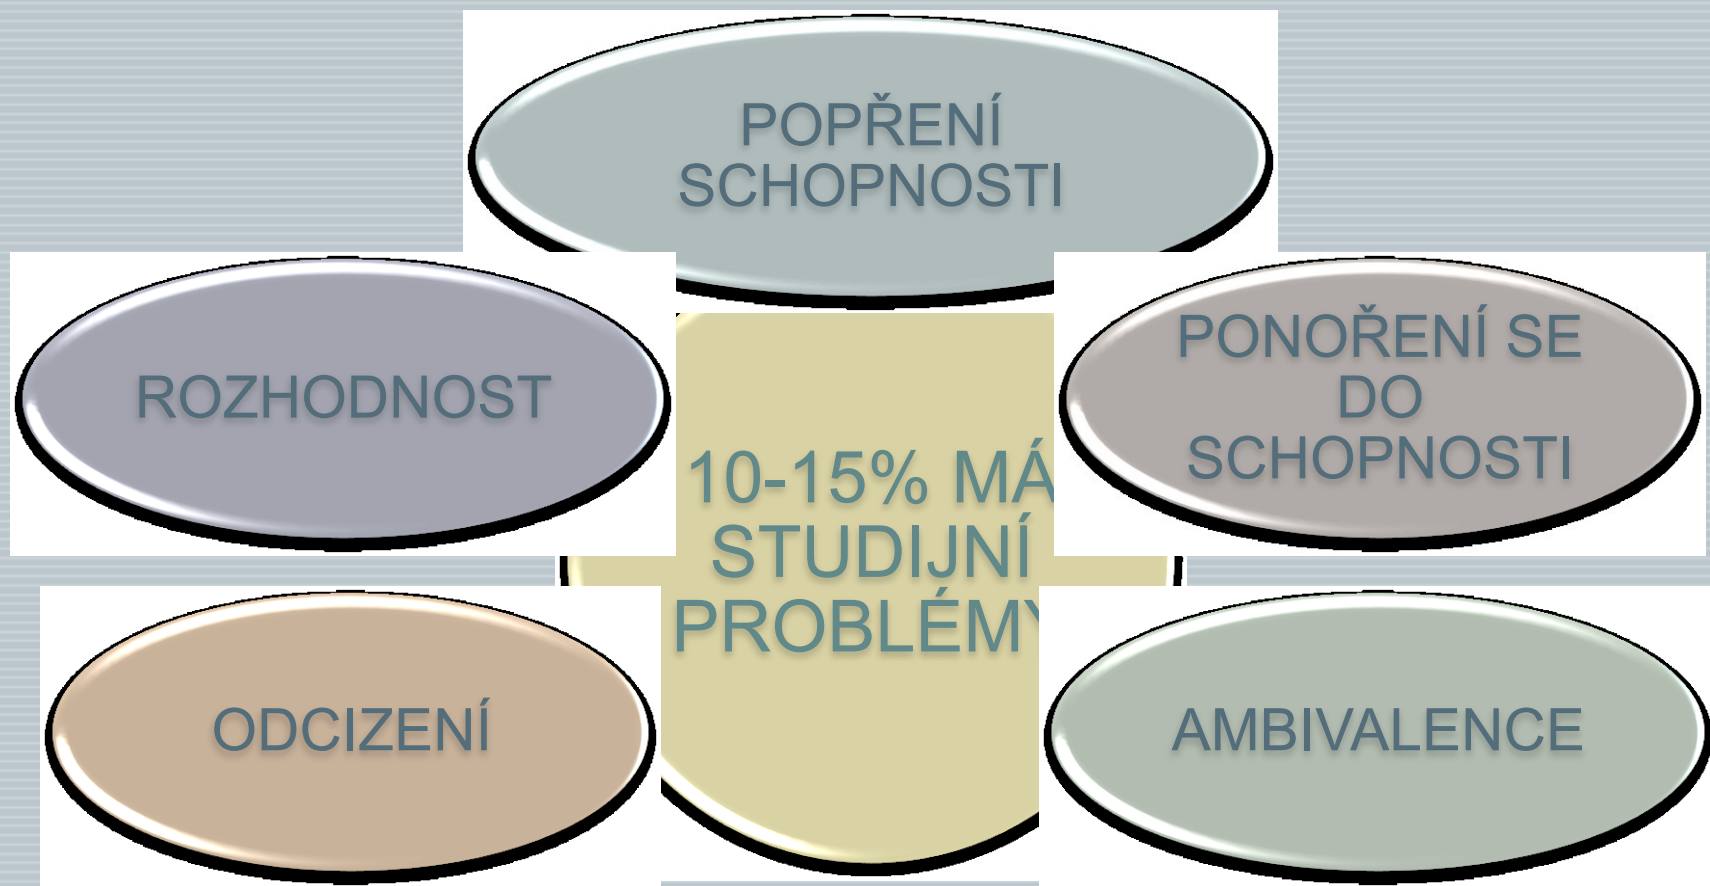 POPŘENÍ
SCHOPNOSTI
ROZHODNOST
PONOŘENÍ SE
DO
SCHOPNOSTI
10-15% MÁ
STUDIJNÍ
PROBLÉMY
ODCIZENÍ
AMBIVALENCE